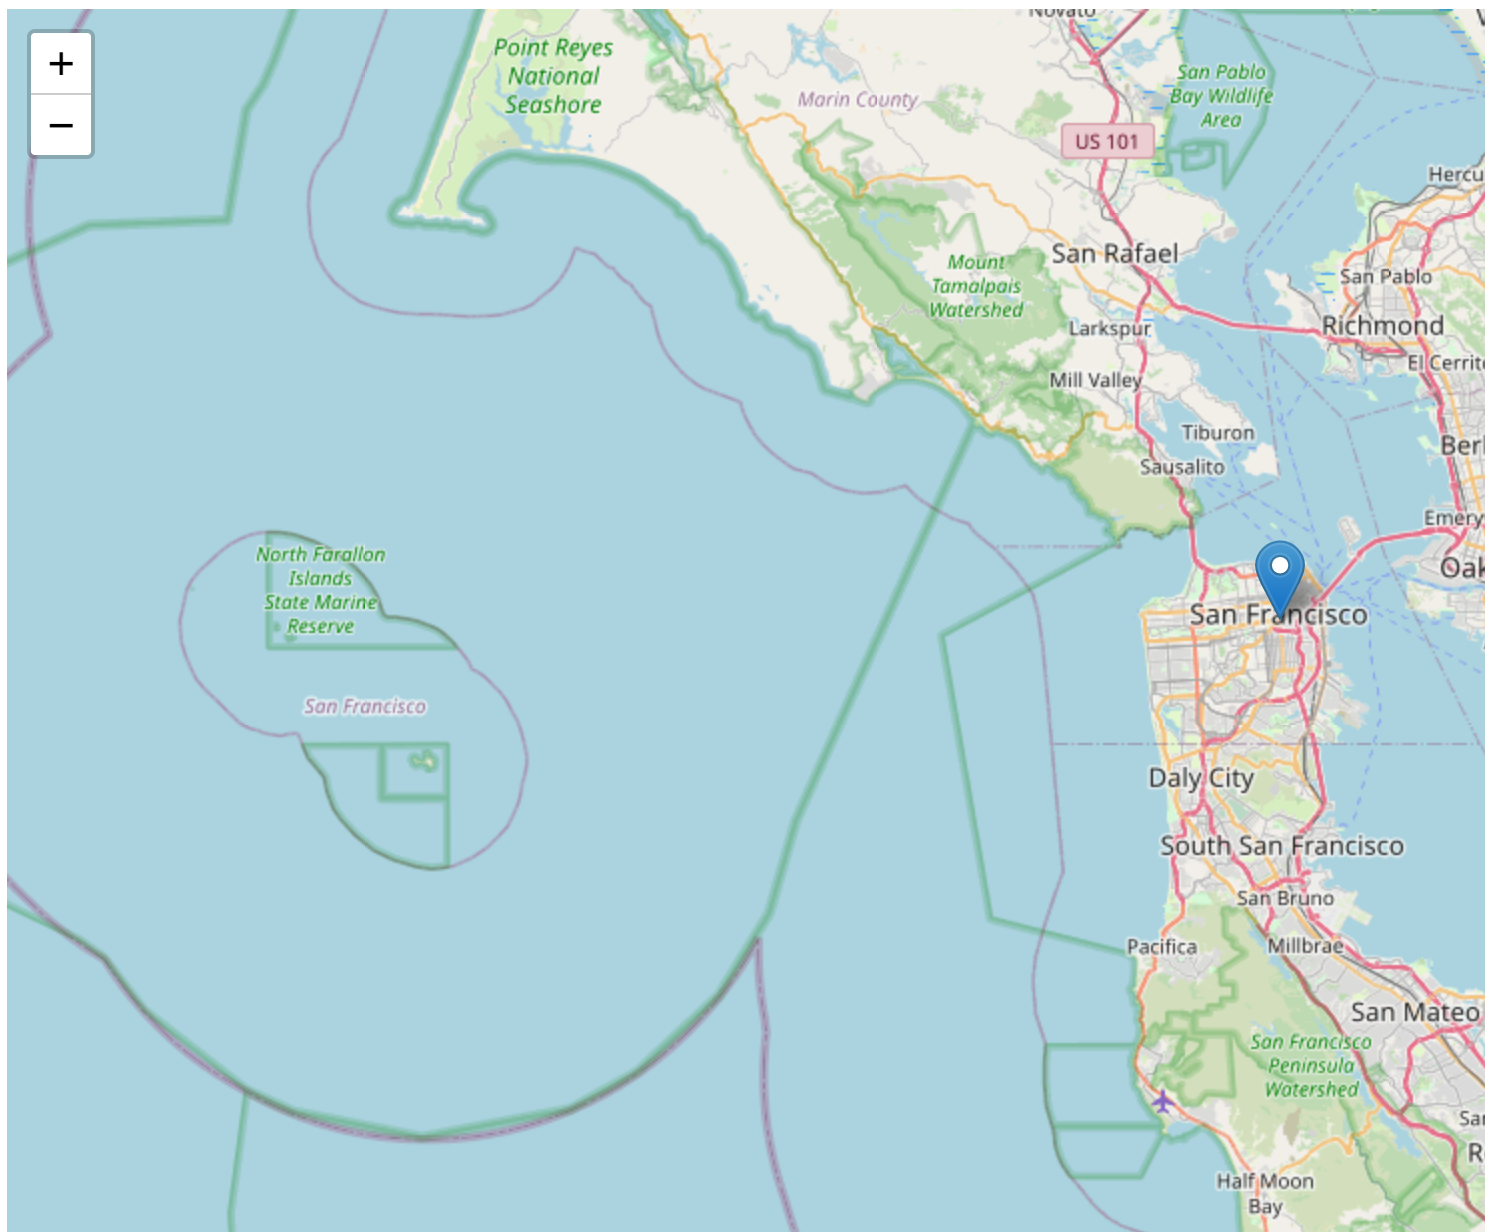 Novato
+
−
Point Reyes
National
Seashore
San Pablo
Bay Wildlife
Area
Marin County
US 101
Hercu
San Rafael
Mount
Tamalpais
Watershed
San Pablo
Larkspur
Richmond
El Cerrito
Mill Valley
Tiburon
Berl
Sausalito
Emery
North Farallon
Islands
State Marine
Reserve
Oak
San Francisco
San Francisco
Daly City
South San Francisco
San Bruno
Pacifica
Millbrae
San Mateo
San Francisco
Peninsula
Watershed
Half Moon
Bay